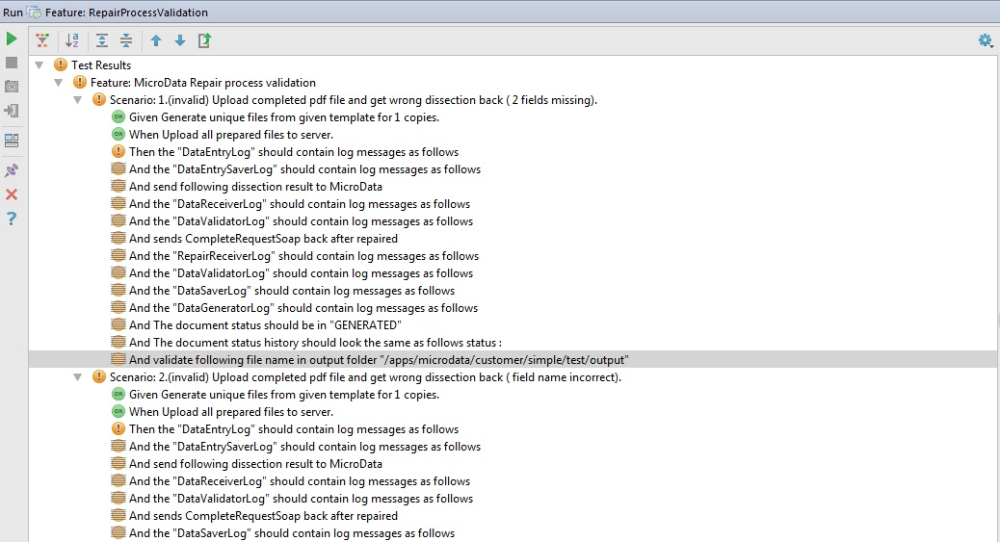 Run Feature: RepairProcessValidation
Test Results
Feature: MicroData Repair process validation
Scenario: 1.(invalid) Upload completed pdf file and get wrong dissection back ( 2 fields missing).
OK Given Generate unique files from given template for 1 copies.
OK When Upload all prepared files to server.
Then the "DataEntryLog" should contain log messages as follows
And the "DataEntrySaverLog" should contain log messages as follows
And send following dissection result to MicroData
And the "DataReceiverLog" should contain log messages as follows
And the "DataValidatorLog" should contain log messages as follows
And sends CompleteRequestSoap back after repaired
And the "RepairReceiverLog" should contain log messages as follows
And the "DataValidatorLog" should contain log messages as follows
And the "DataSaverLog" should contain log messages as follows
And the "DataGeneratorLog" should contain log messages as follows
And The document status should be in "GENERATED"
And The document status history should look the same as follows status :
And validate following file name in output folder "/apps/microdata/customer/simple/test/output"
Scenario: 2.(invalid) Upload completed pdf file and get wrong dissection back ( field name incorrect).
OK Given Generate unique files from given template for 1 copies.
OK When Upload all prepared files to server.
Then the "DataEntryLog" should contain log messages as follows
And the "DataEntrySaverLog" should contain log messages as follows
And send following dissection result to MicroData
And the "DataReceiverLog" should contain log messages as follows
And the "DataValidatorLog" should contain log messages as follows
And sends CompleteRequestSoap back after repaired
And the "DataSaverLog" should contain log messages as follows